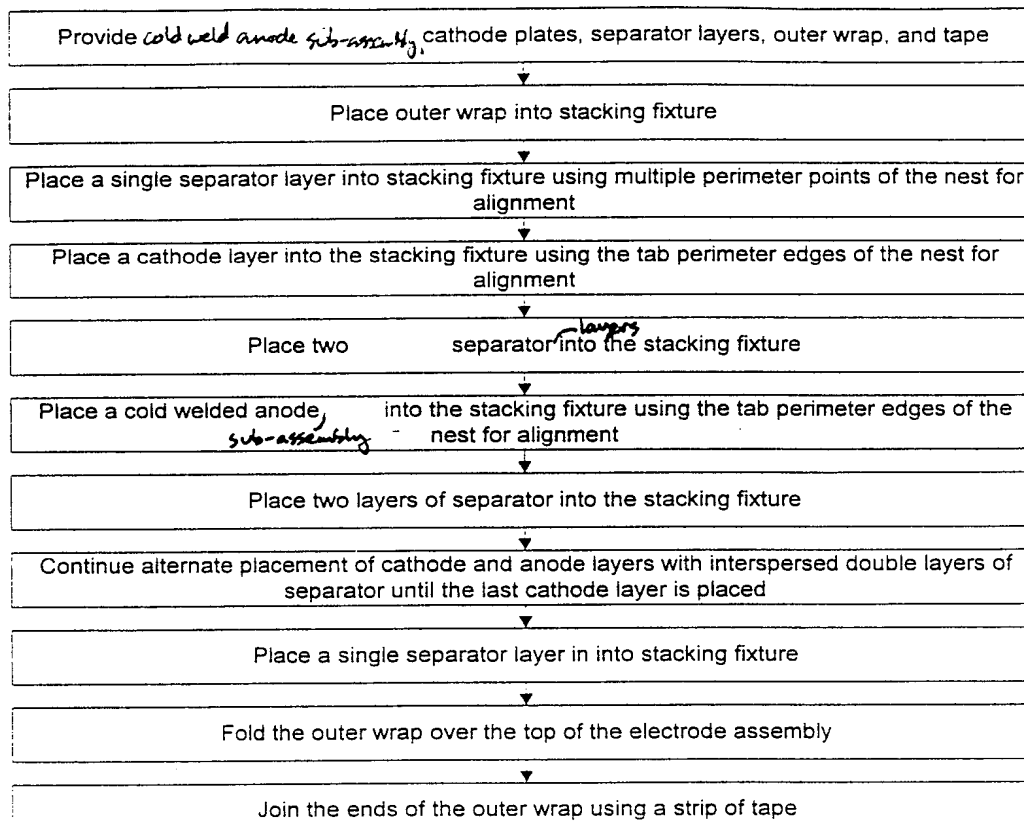 Provide cold weld anode sub-assembly, cathode plates, separator layers, outer wrap, and tape
Place outer wrap into stacking fixture
Place a single separator layer into stacking fixture using multiple perimeter points of the nest for
alignment
Place a cathode layer into the stacking fixture using the tab perimeter edges of the nest for
alignment
layers
Place two separator into the stacking fixture
Place a cold welded anode, into the stacking fixture using the tab perimeter edges of the
sub-assembly - nest for alignment
Place two layers of separator into the stacking fixture
Continue alternate placement of cathode and anode layers with interspersed double layers of
separator until the last cathode layer is placed
Place a single separator layer in into stacking fixture
Fold the outer wrap over the top of the electrode assembly
Join the ends of the outer wrap using a strip of tape